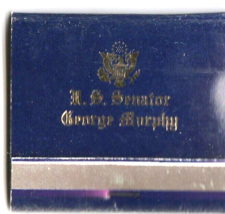 U. S. Senator
George Murphy